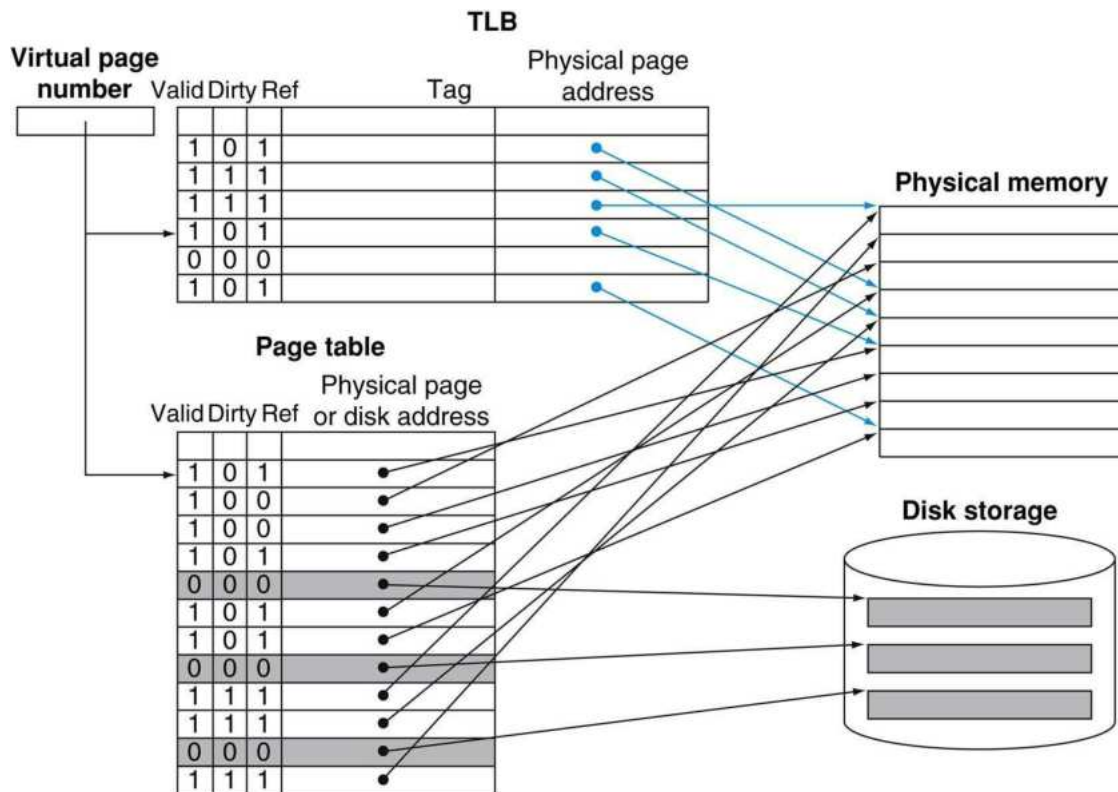 TLB
Virtual page
number
Physical page
address
Valid Dirty Ref
Tag
1 0 1
1 1 1
1 1 1
1 0 1
0 0 0
1 0 1
Physical memory
Page table
Physical page
or disk address
Valid Dirty Ref
1 0 1
1 0 0
1 0 0
1 0 1
0 0 0
1 0 1
1 0 1
0 0 0
1 1 1
1 1 1
0 0 0
1 1 1
Disk storage